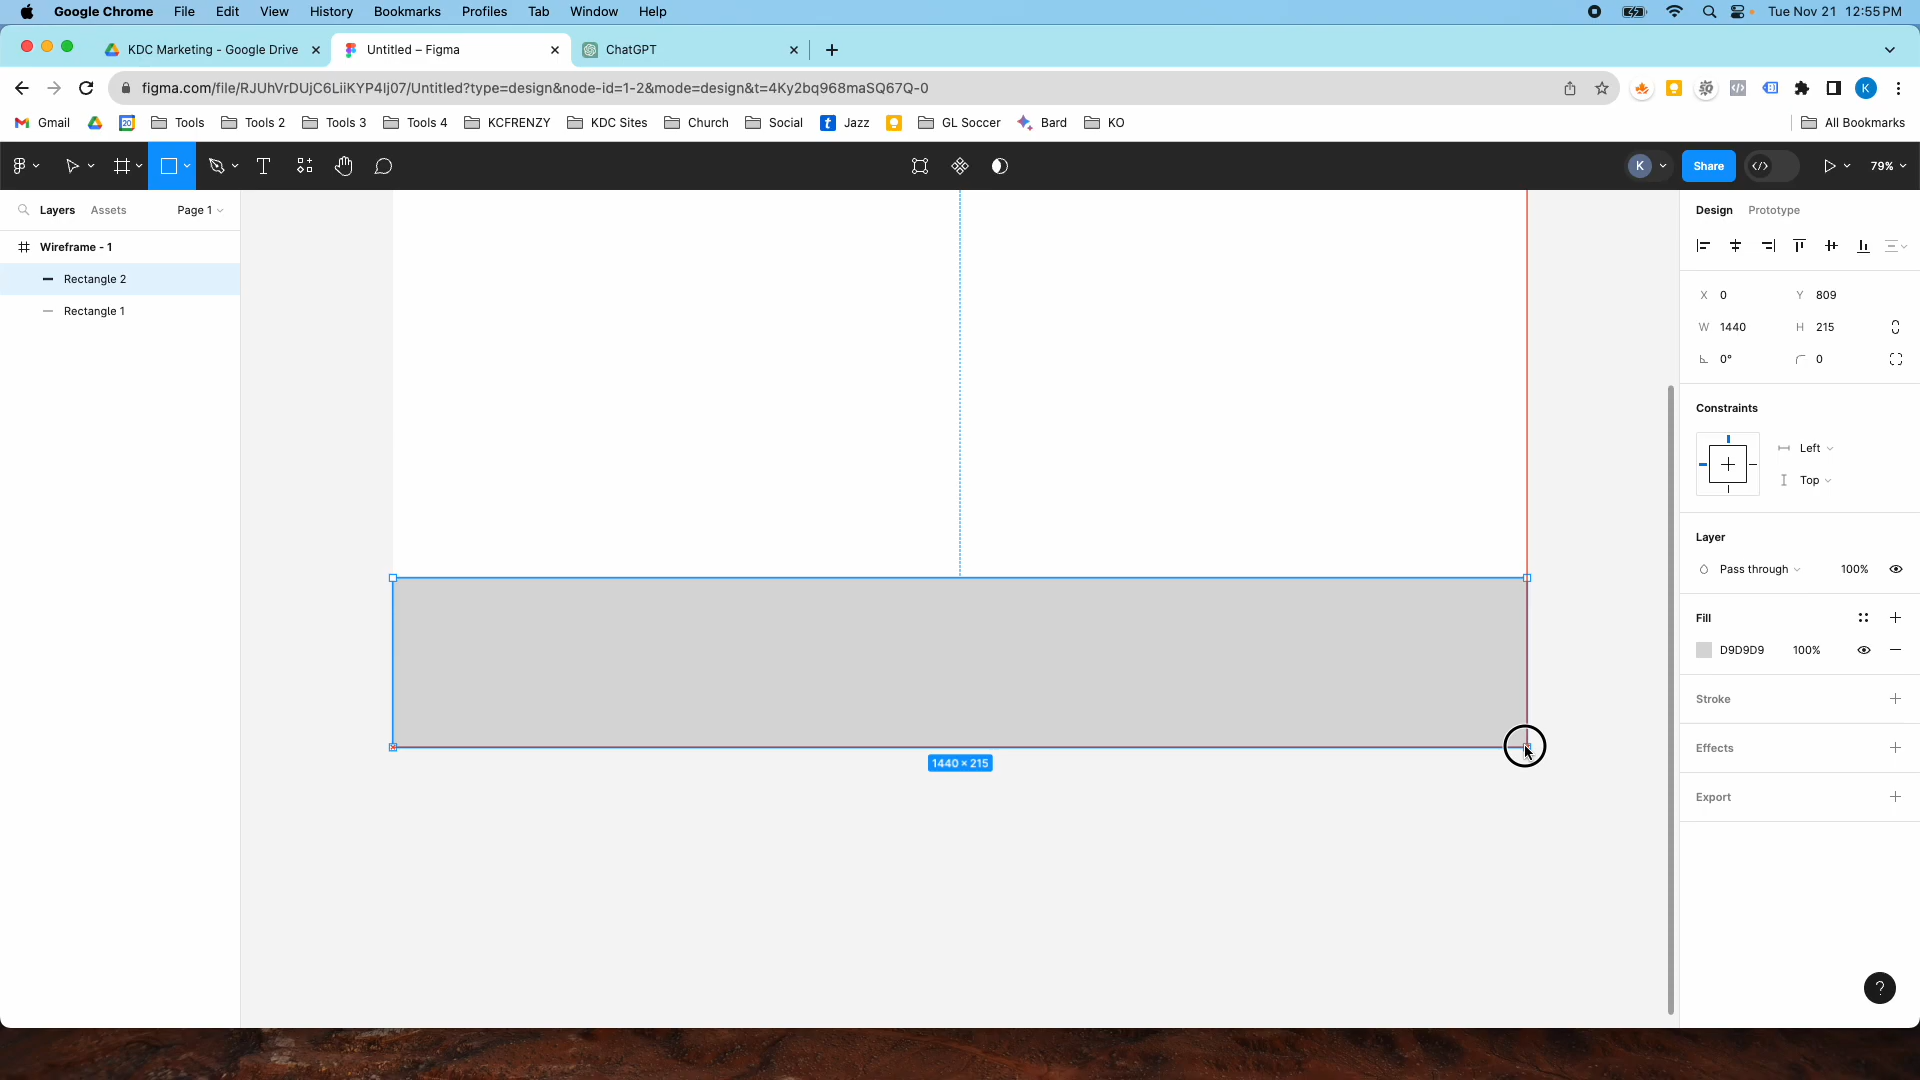 Google Chrome File Edit View History Bookmarks Profiles Tab Window Help Tue Nov 21 12:55 PM
KDC Marketing - Google Drive Untitled – Figma ChatGPT
figma.com/file/RJUhVrDUjC6LiiKYP4lj07/Untitled?type=design&node-id=1-2&mode=design&t=4Ky2bq968maSQ67Q-0 K
Gmail Tools Tools 2 Tools 3 Tools 4 KCFRENZY KDC Sites Church Social Jazz GL Soccer Bard KO All Bookmarks
K Share 79%
Layers Assets Page 1 Design Prototype
Wireframe - 1
Rectangle 2
Rectangle 1
X 0 Y 809
W 1440 H 215
0° 0
Constraints
Left
Top
Layer
Pass through 100%
Fill
D9D9D9 100%
Stroke
Effects
Export
1440 × 215
?